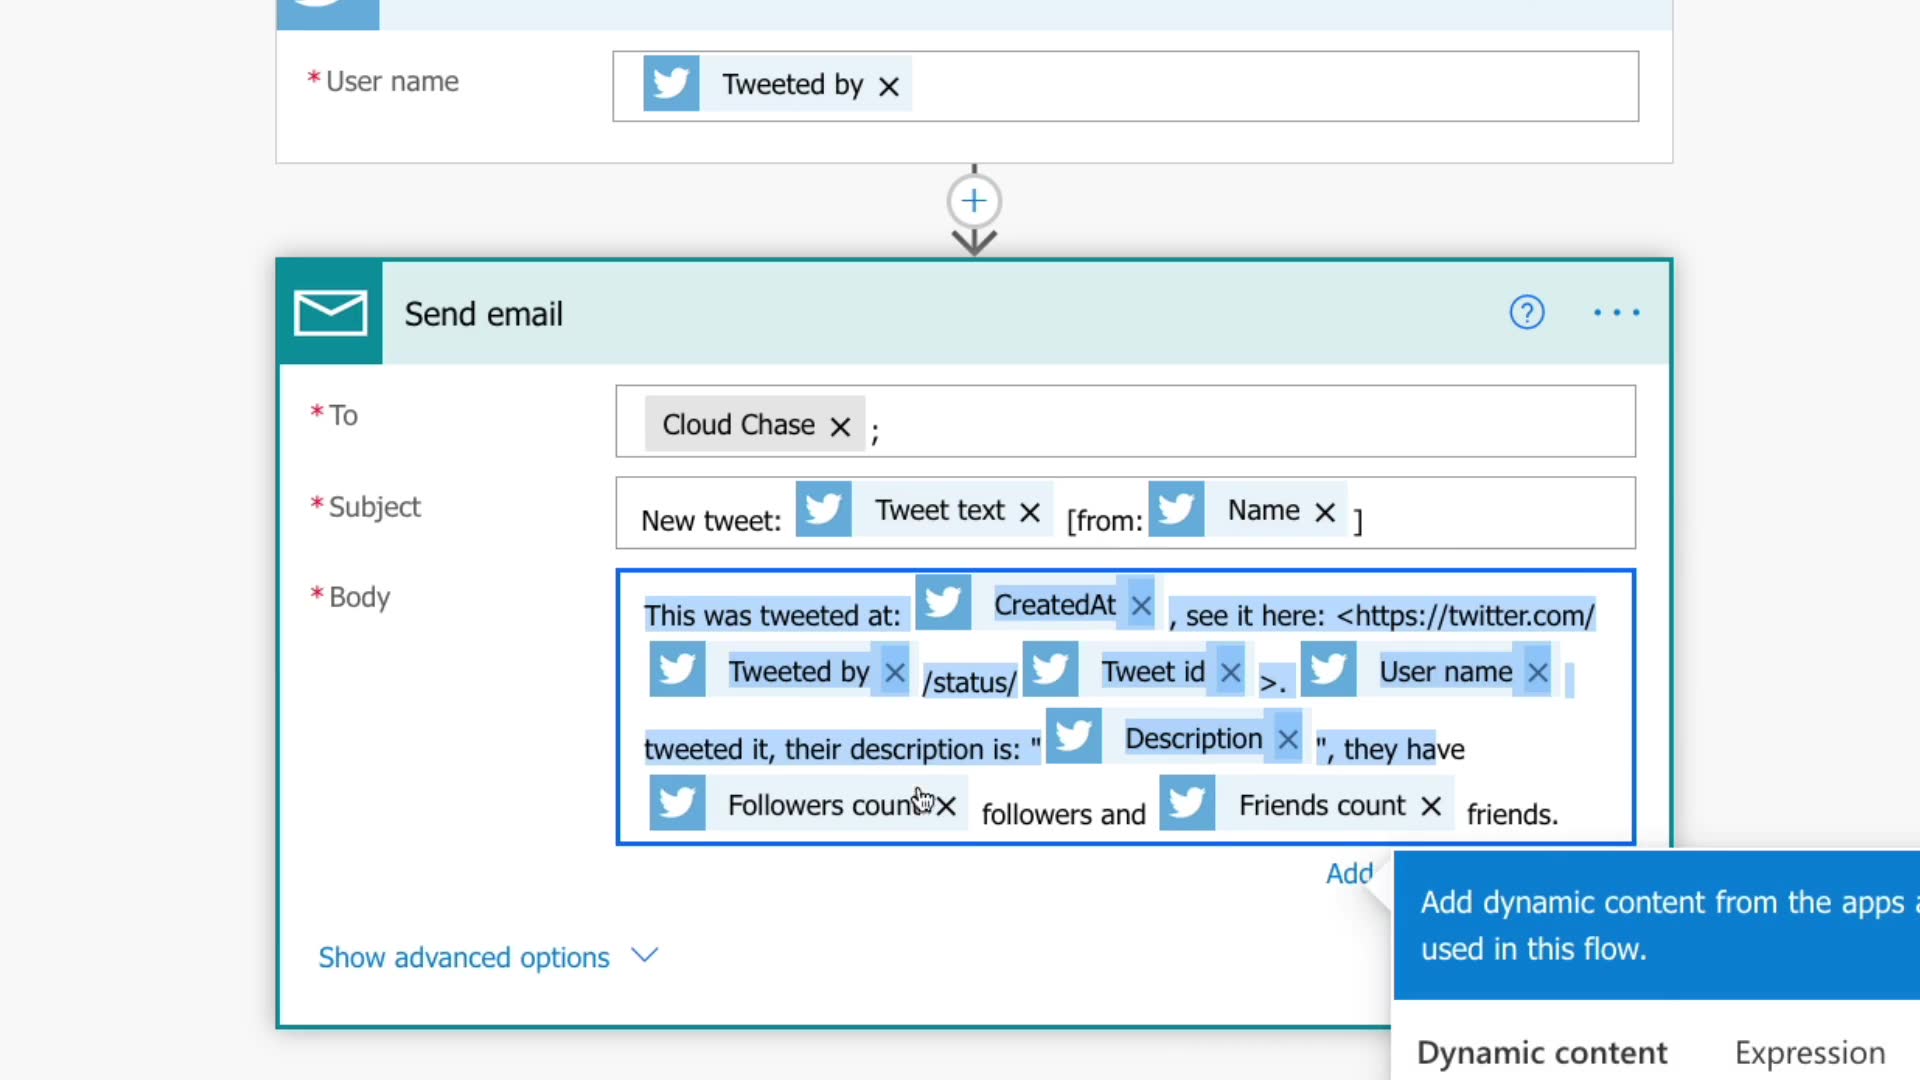 * User name
Tweeted by ×
Send email
?
* To
Cloud Chase × ;
* Subject
New tweet: Tweet text × [from: Name × ]
* Body
This was tweeted at: CreatedAt × , see it here: <https://twitter.com/
Tweeted by × /status/ Tweet id × >. User name ×
tweeted it, their description is: " Description × ", they have
Followers count × followers and Friends count × friends.
Add
Add dynamic content from the apps
used in this flow.
Show advanced options
Dynamic content Expression